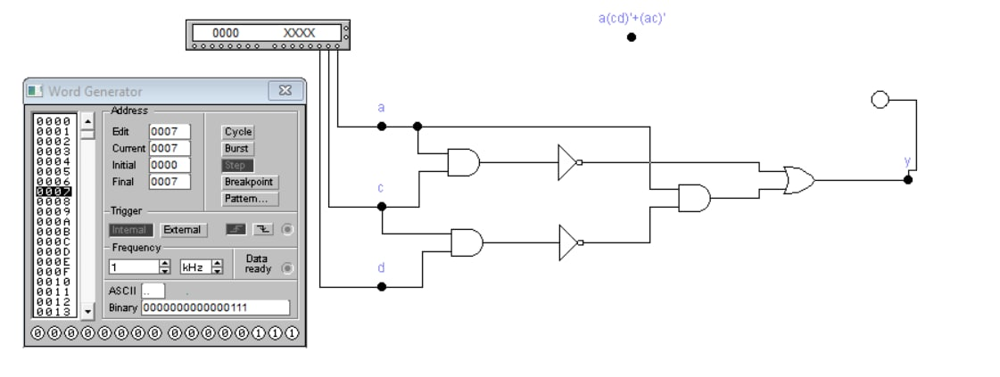 a(cd)'+(ac)'
0000 XXXX
Word Generator
Address
0000
0001
0002
0003
0004
0005
0006
0007
0008
0009
000A
000B
000C
000D
000E
000F
0010
0011
0012
0013
Edit 0007
Current 0007
Initial 0000
Final 0007
Cycle
Burst
Step
Breakpoint
Pattern...
Trigger
Internal External
Frequency
1 kHz
Data
ready
ASCII .. .
Binary 0000000000000111
0 0 0 0 0 0 0 0 0 0 0 0 0 1 1 1
a
c
d
y